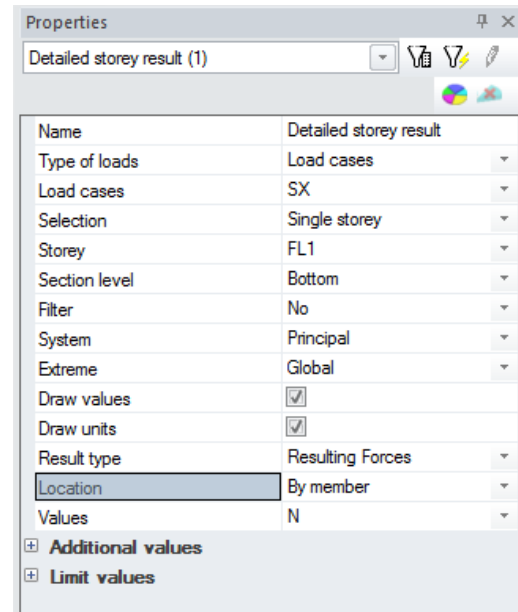 Properties
Detailed storey result (1)
Name Detailed storey result
Type of loads Load cases
Load cases SX
Selection Single storey
Storey FL1
Section level Bottom
Filter No
System Principal
Extreme Global
Draw values
Draw units
Result type Resulting Forces
Location By member
Values N
Additional values
Limit values